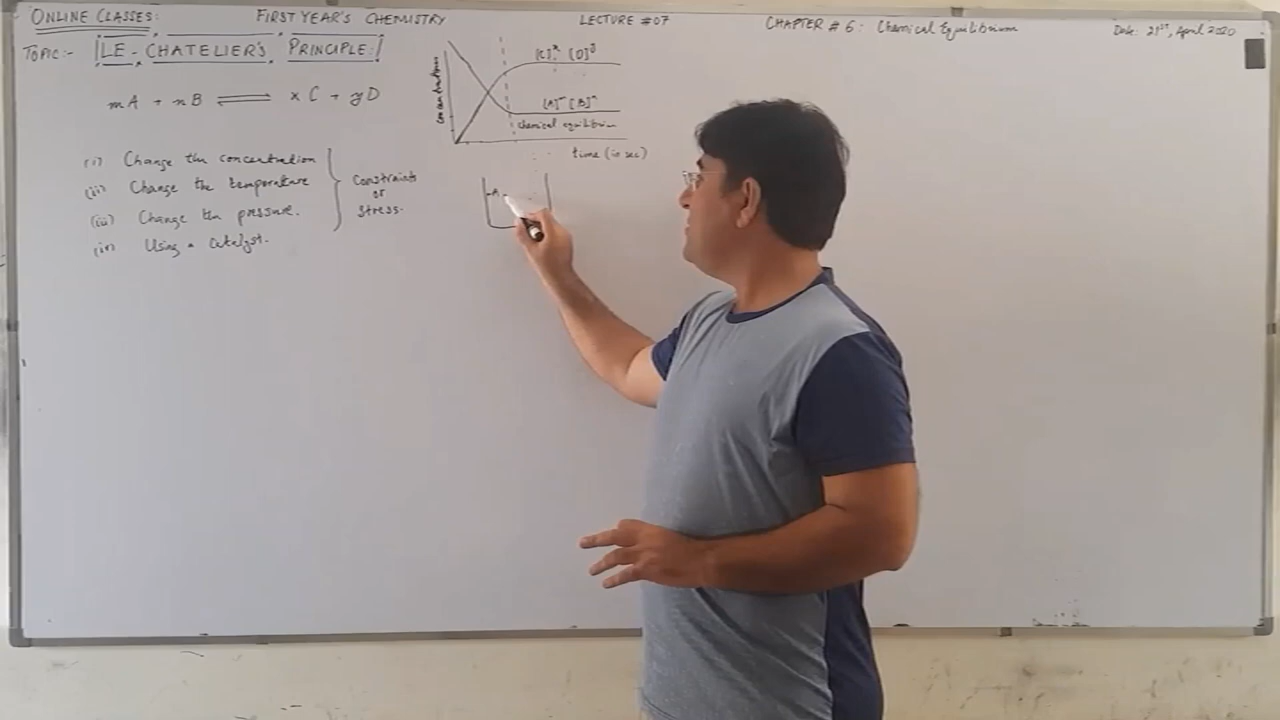 ONLINE CLASSES: FIRST YEAR'S CHEMISTRY LECTURE #07 CHAPTER # 6: Chemical Equilibrium Date: 21st, April 2020
TOPIC:- LE-CHATELIER'S PRINCIPLE:
mA + nB ⇌ xC + yD
(i) Change the concentration
(ii) Change the temperature
(iii) Change the pressure.
(iv) Using a catalyst.
Constraints
or
Stress.
[C]ˣ [D]ʸ
[A]ᵐ [B]ⁿ
chemical equilibrium
time (in sec)
A